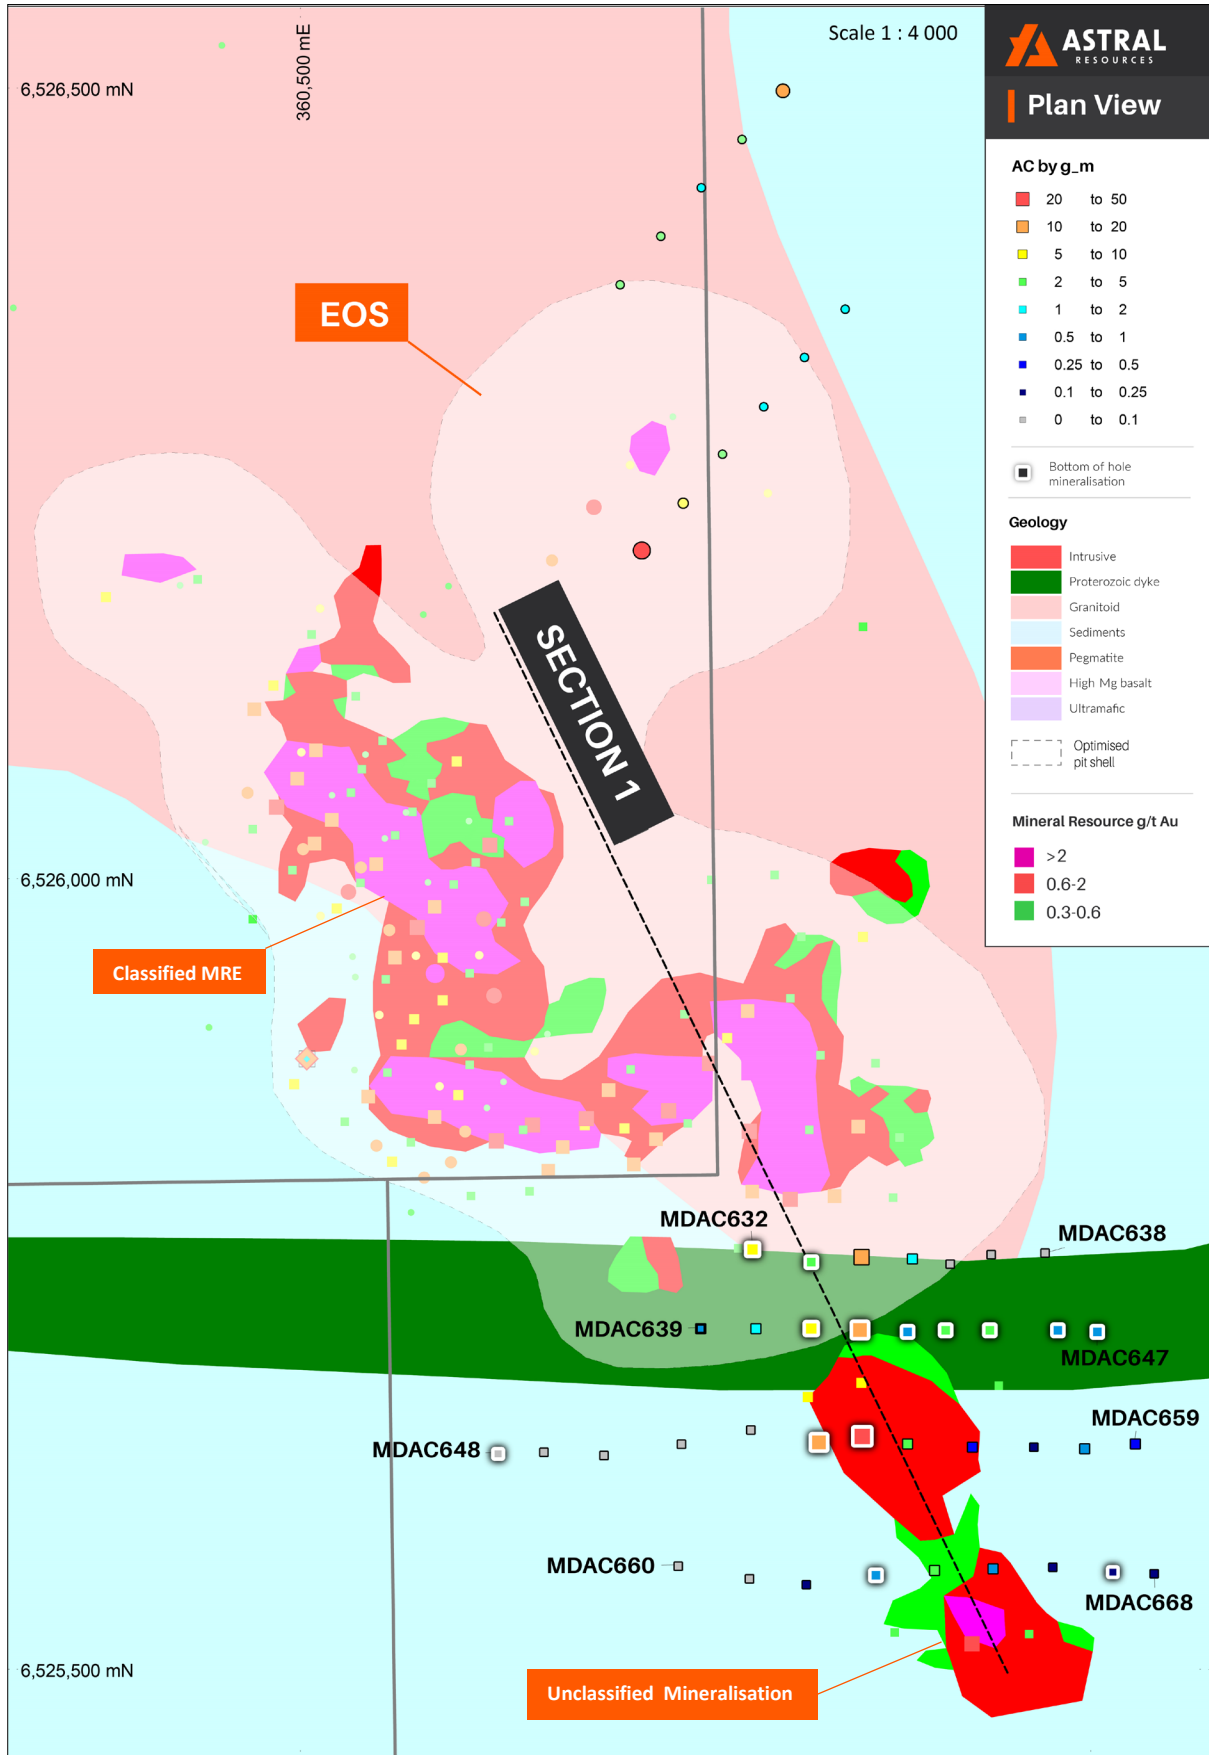 Scale 1 : 4 000
ASTRAL
RESOURCES
Plan View
360,500 mE
6,526,500 mN
AC by g_m
20 to 50
10 to 20
5 to 10
2 to 5
1 to 2
0.5 to 1
0.25 to 0.5
0.1 to 0.25
0 to 0.1
Bottom of hole
mineralisation
Geology
Intrusive
Proterozoic dyke
Granitoid
Sediments
Pegmatite
High Mg basalt
Ultramafic
Optimised
pit shell
Mineral Resource g/t Au
>2
0.6-2
0.3-0.6
EOS
SECTION 1
6,526,000 mN
Classified MRE
MDAC632
MDAC638
MDAC639
MDAC647
MDAC659
MDAC648
MDAC660
MDAC668
6,525,500 mN
Unclassified Mineralisation